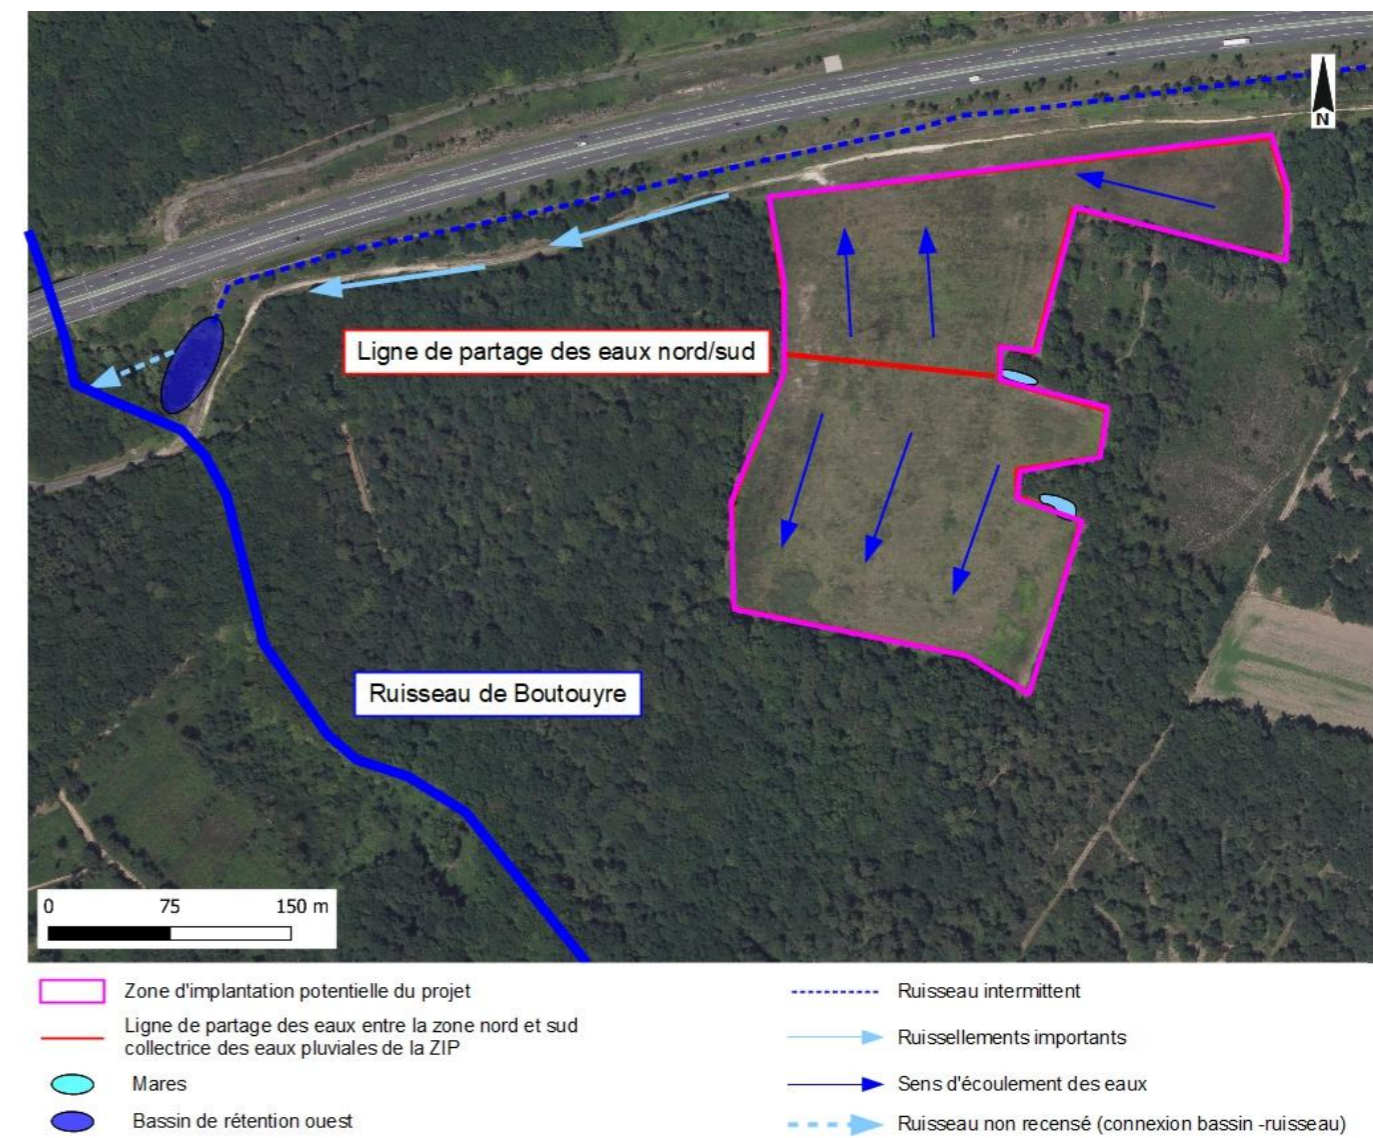 N
Ligne de partage des eaux nord/sud
Ruisseau de Boutouyre
0 75 150 m
Zone d'implantation potentielle du projet
Ligne de partage des eaux entre la zone nord et sud
collectrice des eaux pluviales de la ZIP
Mares
Bassin de rétention ouest
Ruisseau intermittent
Ruissellements importants
Sens d'écoulement des eaux
Ruisseau non recensé (connexion bassin -ruisseau)